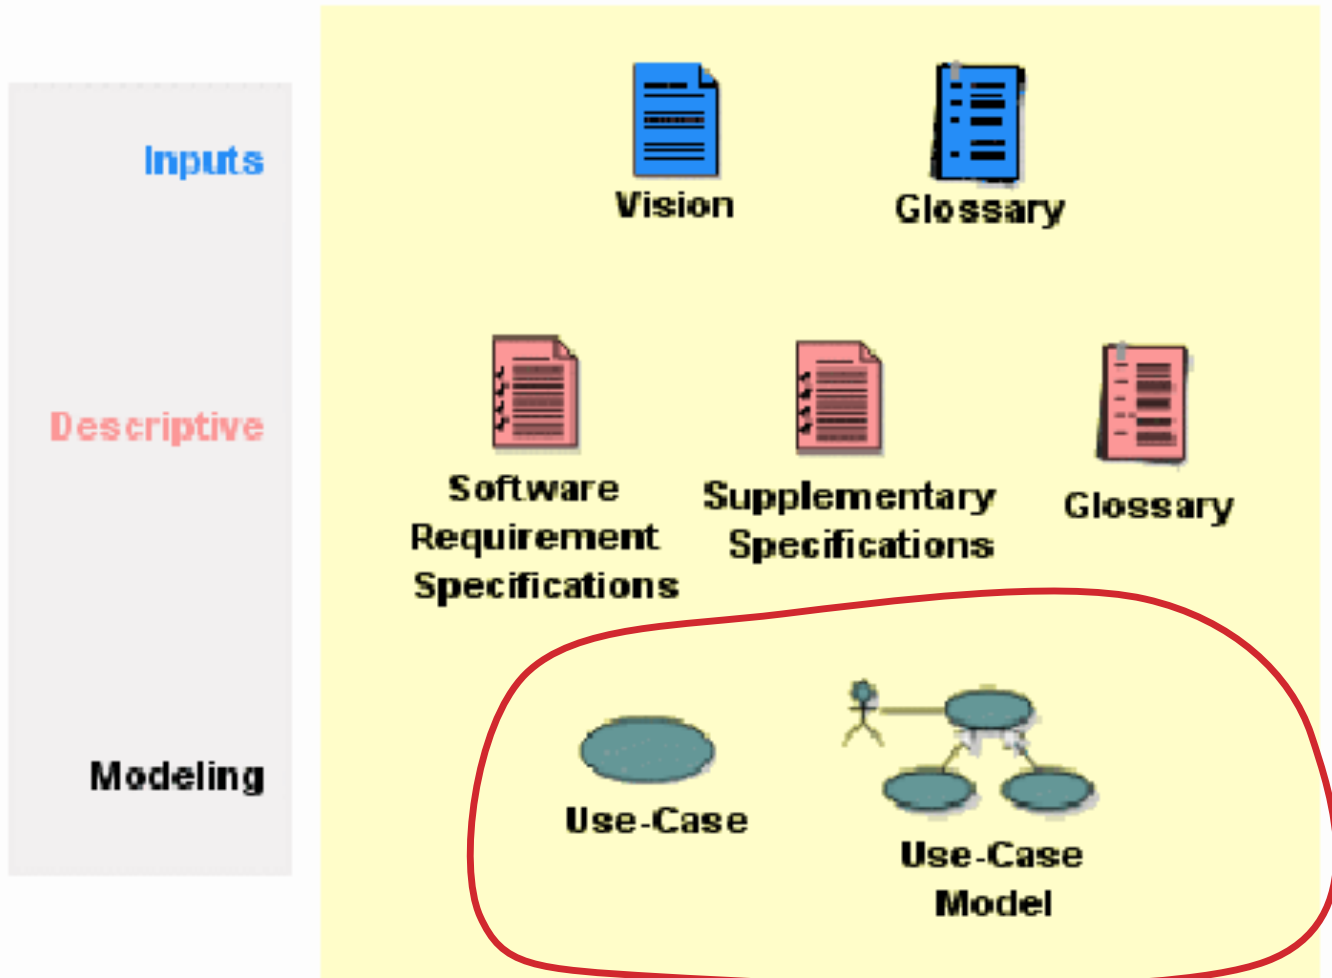 Inputs
Vision
Glossary
Descriptive
Software
Requirement
Specifications
Supplementary
Specifications
Glossary
Modeling
Use-Case
Use-Case
Model